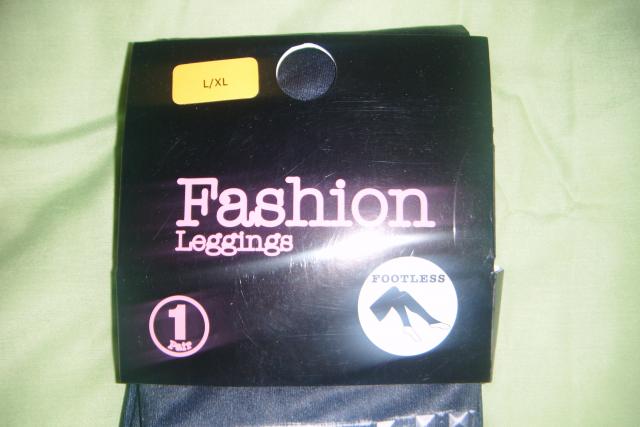 L/XL
Fashion
Leggings
FOOTLESS
1
Pair